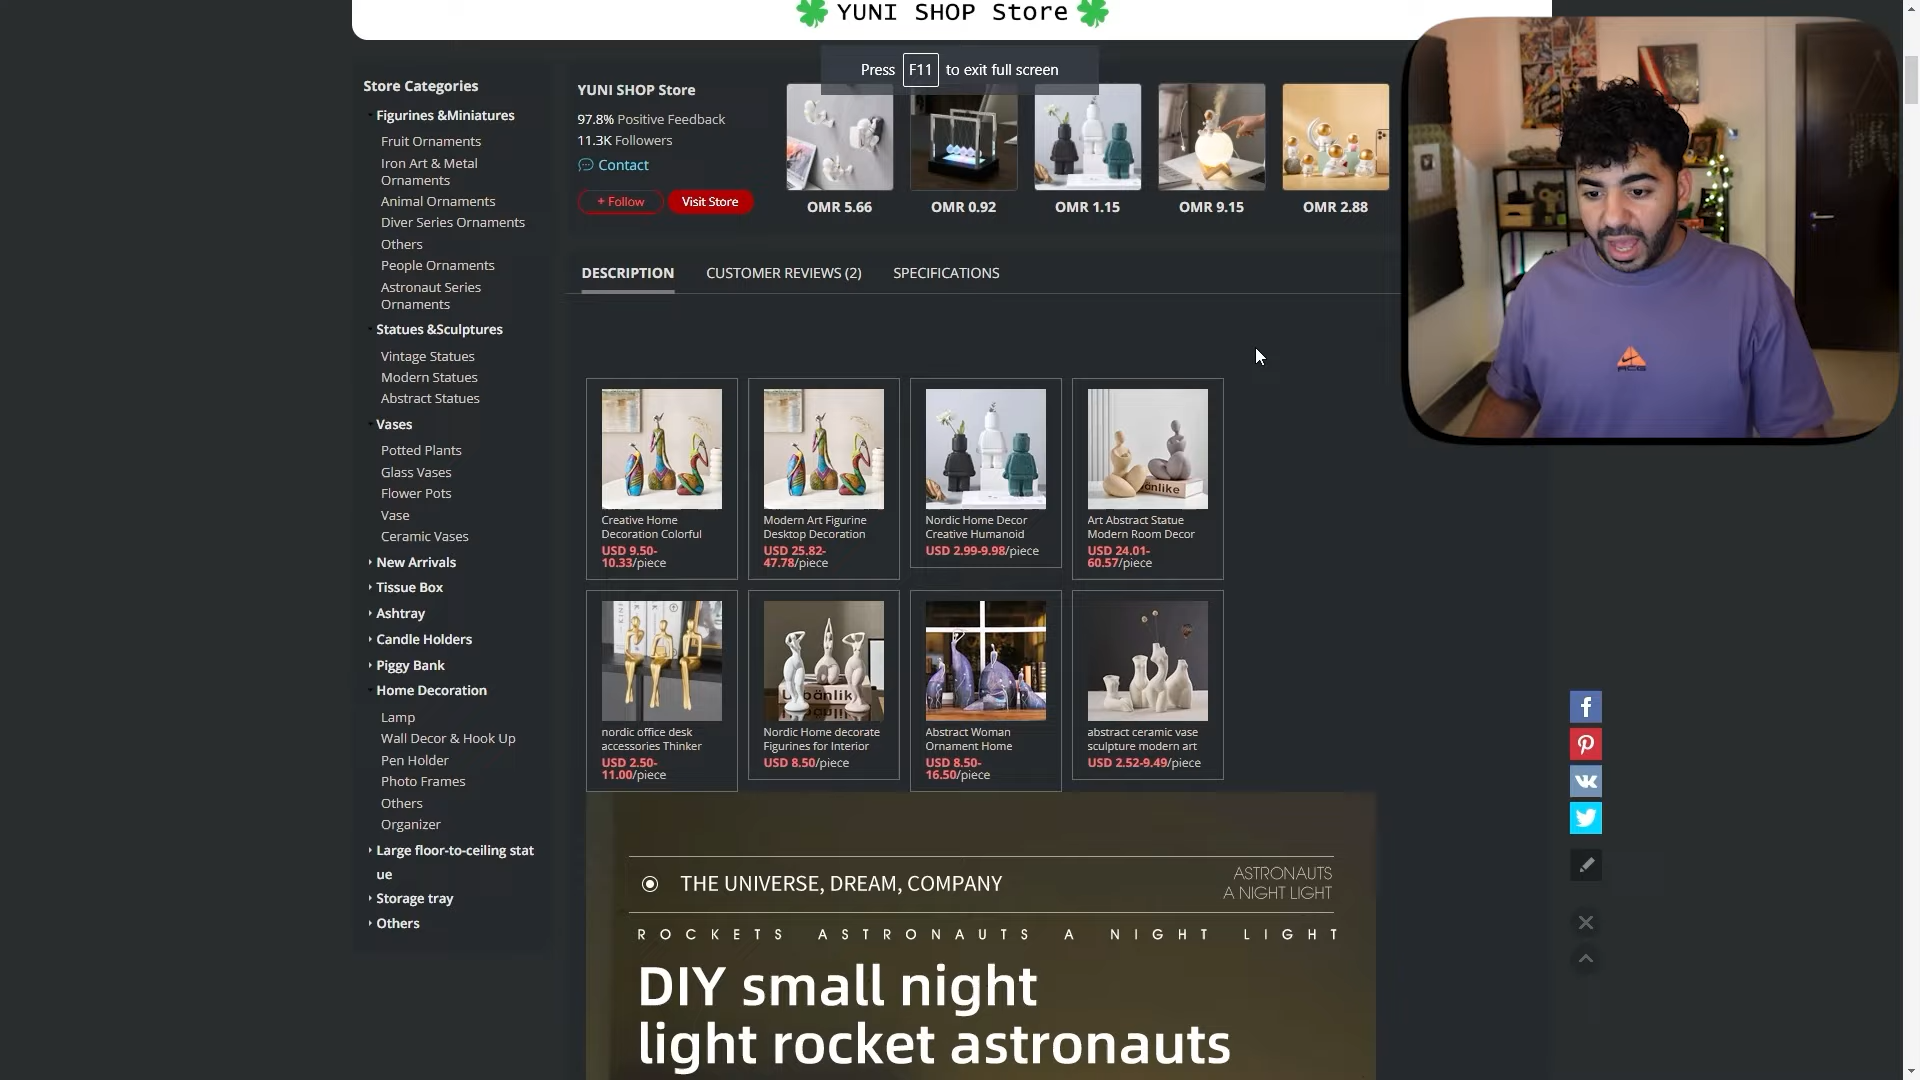 YUNI SHOP Store
Press F11 to exit full screen
Store Categories
Figurines &Miniatures
Fruit Ornaments
Iron Art & Metal
Ornaments
Animal Ornaments
Diver Series Ornaments
Others
People Ornaments
Astronaut Series
Ornaments
Statues &Sculptures
Vintage Statues
Modern Statues
Abstract Statues
Vases
Potted Plants
Glass Vases
Flower Pots
Vase
Ceramic Vases
New Arrivals
Tissue Box
Ashtray
Candle Holders
Piggy Bank
Home Decoration
Lamp
Wall Decor & Hook Up
Pen Holder
Photo Frames
Others
Organizer
Large floor-to-ceiling stat
ue
Storage tray
Others
YUNI SHOP Store
97.8% Positive Feedback
11.3K Followers
Contact
+ Follow
Visit Store
OMR 5.66
OMR 0.92
OMR 1.15
OMR 9.15
OMR 2.88
DESCRIPTION
CUSTOMER REVIEWS (2)
SPECIFICATIONS
Creative Home
Decoration Colorful
USD 9.50-
10.33/piece
Modern Art Figurine
Desktop Decoration
USD 25.82-
47.78/piece
Nordic Home Decor
Creative Humanoid
USD 2.99-9.98/piece
Art Abstract Statue
Modern Room Decor
USD 24.01-
60.57/piece
nordic office desk
accessories Thinker
USD 2.50-
11.00/piece
Nordic Home decorate
Figurines for Interior
USD 8.50/piece
Abstract Woman
Ornament Home
USD 8.50-
16.50/piece
abstract ceramic vase
sculpture modern art
USD 2.52-9.49/piece
THE UNIVERSE, DREAM, COMPANY
ASTRONAUTS
A NIGHT LIGHT
ROCKETS ASTRONAUTS A NIGHT LIGHT
DIY small night
light rocket astronauts